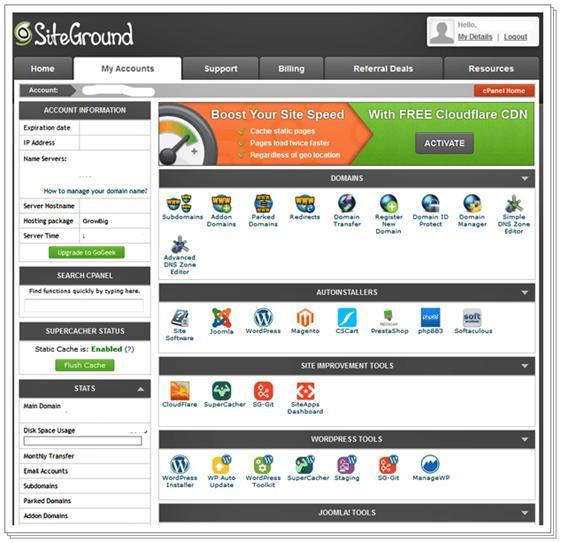 SiteGround
Hello,
My Details | Logout
Home
My Accounts
Support
Billing
Referral Deals
Resources
Account:
cPanel Home
ACCOUNT INFORMATION
Expiration date
IP Address
Name Servers:
How to manage your domain name?
Server Hostname
Hosting package GrowBig
Server Time
Upgrade to GoGeek
SEARCH CPANEL
Find functions quickly by typing here.
SUPERCACHER STATUS
Static Cache is: Enabled (?)
Flush Cache
STATS
Main Domain
Disk Space Usage
Monthly Transfer
Email Accounts
Subdomains
Parked Domains
Addon Domains
Boost Your Site Speed
Cache static pages
Pages load twice faster
Regardless of geo location
With FREE Cloudflare CDN
ACTIVATE
DOMAINS
Subdomains
Addon Domains
Parked Domains
Redirects
Domain Transfer
Register New Domain
Domain ID Protect
Domain Manager
Simple DNS Zone Editor
Advanced DNS Zone Editor
AUTOINSTALLERS
Site Software
Joomla
WordPress
Magento
CSCart
PrestaShop
phpBB3
Softaculous
SITE IMPROVEMENT TOOLS
CloudFlare
SuperCacher
SG-Git
SiteApps Dashboard
WORDPRESS TOOLS
WordPress Installer
WP Auto Update
WordPress Toolkit
SuperCacher
Staging
SG-Git
ManageWP
JOOMLA! TOOLS